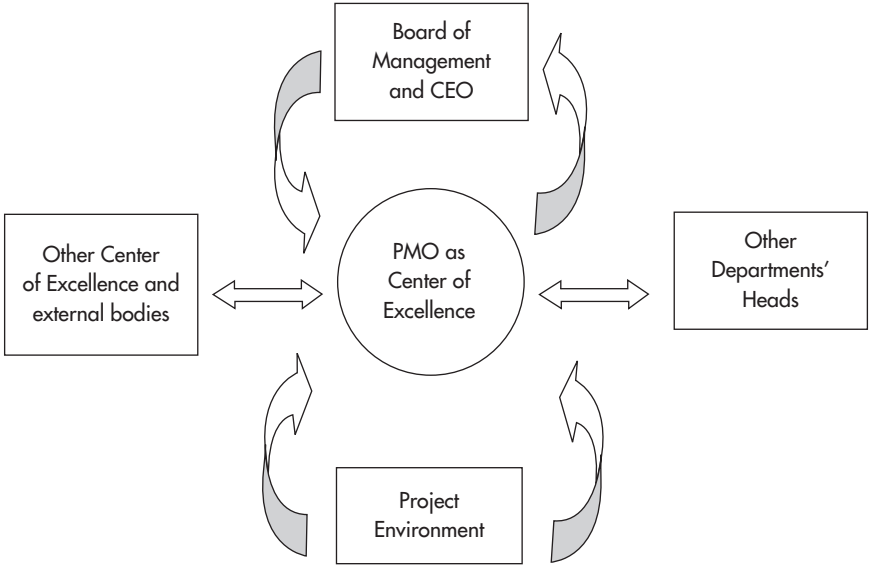 Board of
Management
and CEO
Other Center
of Excellence and
external bodies
PMO as
Center of
Excellence
Other
Departments’
Heads
Project
Environment